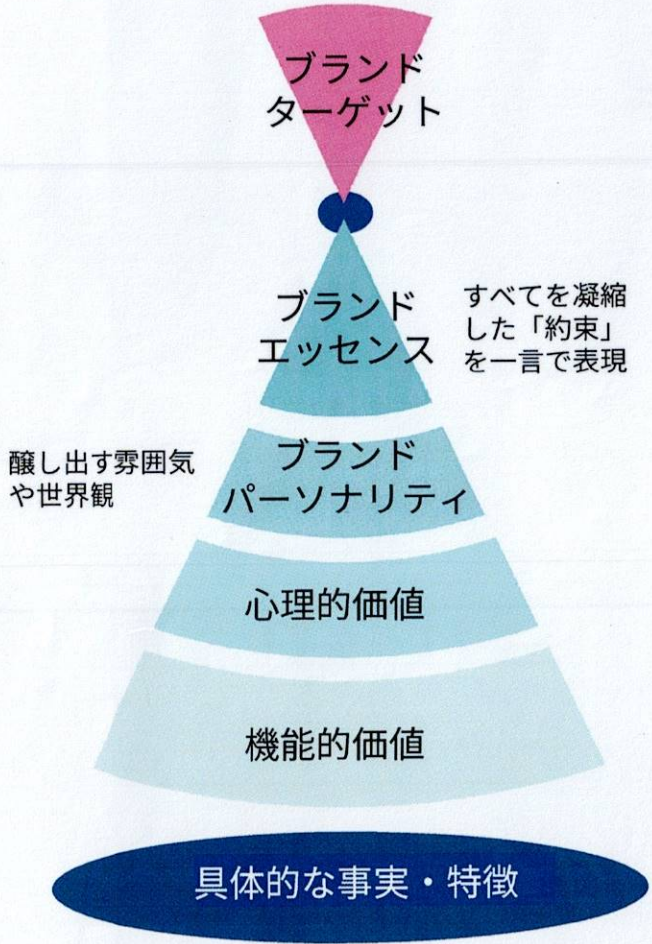 ブランド
ターゲット
ブランド
エッセンス
すべてを凝縮
した「約束」
を一言で表現
醸し出す雰囲気
や世界観
ブランド
パーソナリティ
心理的価値
機能的価値
具体的な事実・特徴